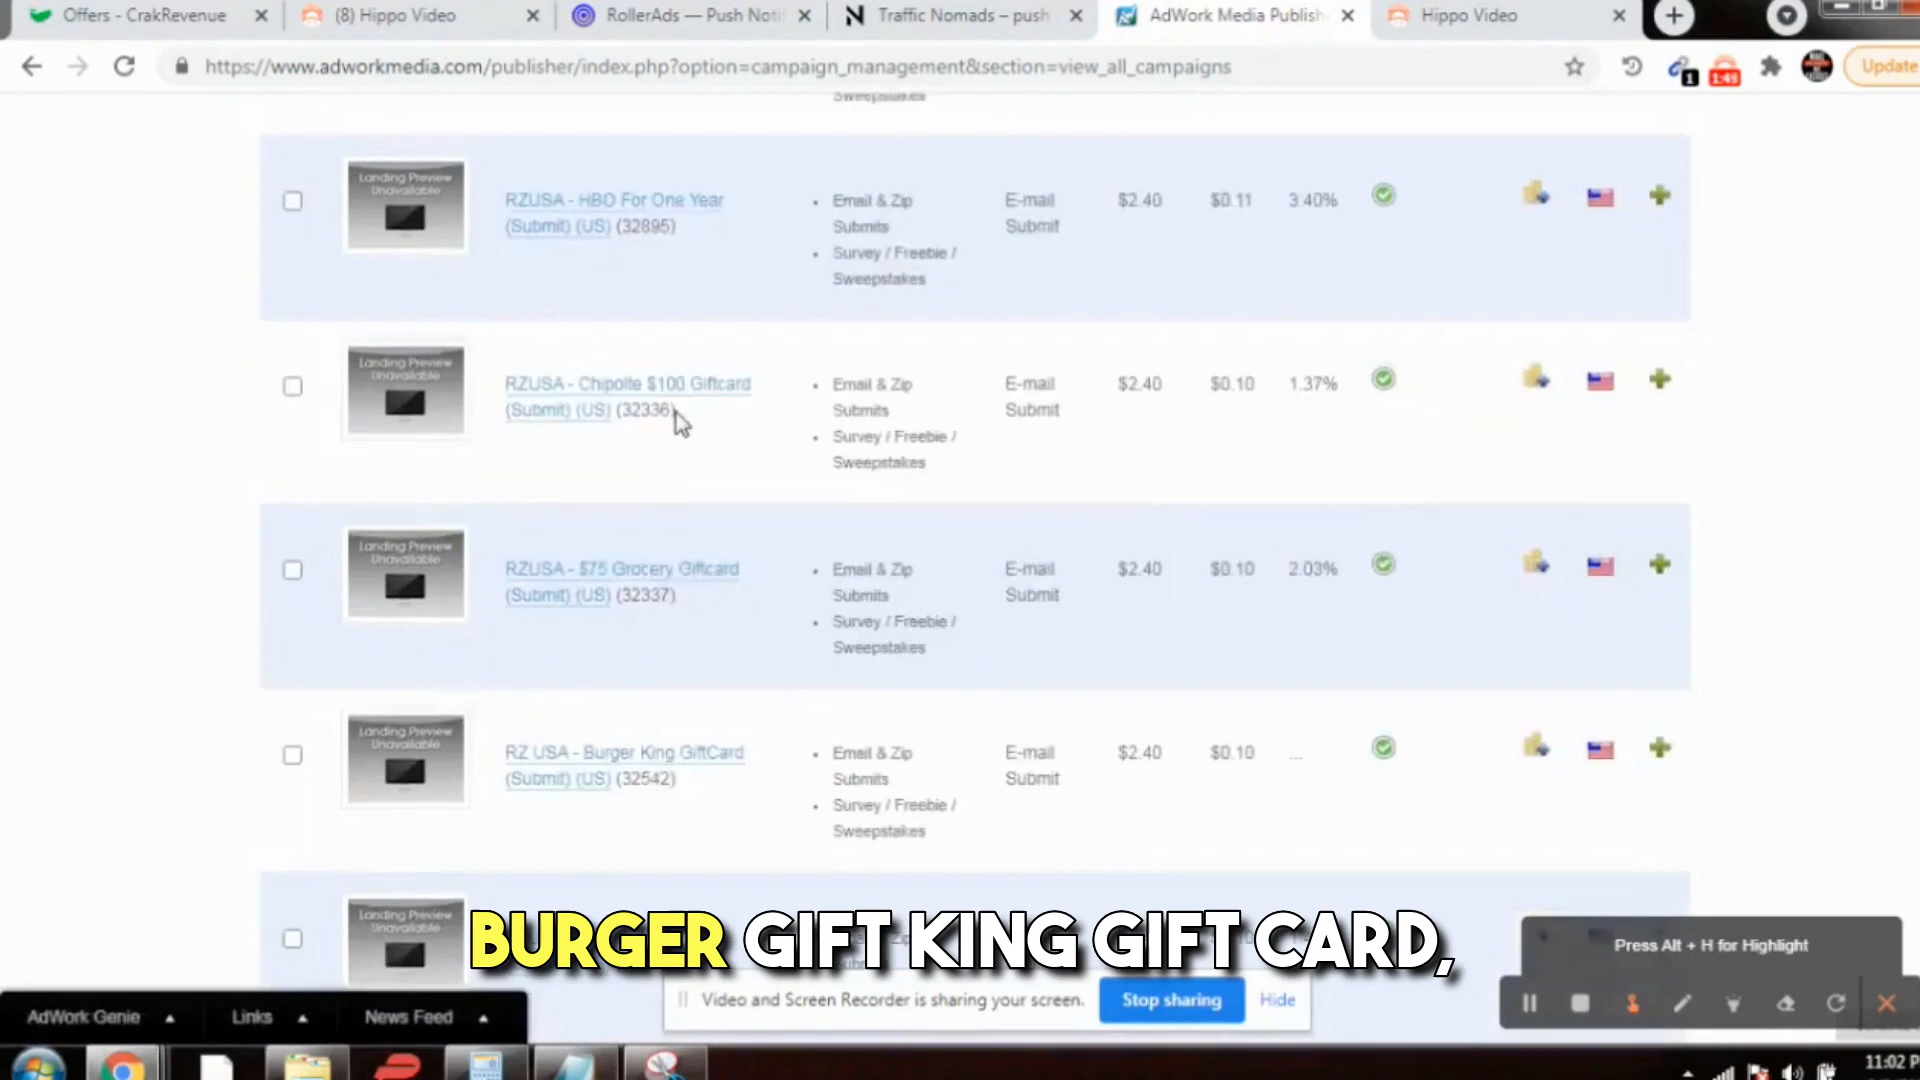 Offers - CrakRevenue
(8) Hippo Video
RollerAds — Push Noti
Traffic Nomads – push
AdWork Media Publish
Hippo Video
https://www.adworkmedia.com/publisher/index.php?option=campaign_management&section=view_all_campaigns
1
1:49
Update
Sweepstakes
Landing Preview
Unavailable
RZUSA - HBO For One Year
(Submit) (US) (32895)
• Email & Zip
Submits
• Survey / Freebie /
Sweepstakes
E-mail
Submit
$2.40
$0.11
3.40%
Landing Preview
Unavailable
RZUSA - Chipolte $100 Giftcard
(Submit) (US) (32336)
• Email & Zip
Submits
• Survey / Freebie /
Sweepstakes
E-mail
Submit
$2.40
$0.10
1.37%
Landing Preview
Unavailable
RZUSA - $75 Grocery Giftcard
(Submit) (US) (32337)
• Email & Zip
Submits
• Survey / Freebie /
Sweepstakes
E-mail
Submit
$2.40
$0.10
2.03%
Landing Preview
Unavailable
RZ USA - Burger King GiftCard
(Submit) (US) (32542)
• Email & Zip
Submits
• Survey / Freebie /
Sweepstakes
E-mail
Submit
$2.40
$0.10
...
Landing Preview
Unavailable
BURGER GIFT KING GIFT CARD,
Press Alt + H for Highlight
Video and Screen Recorder is sharing your screen.
Stop sharing
Hide
AdWork Genie
Links
News Feed
11:02 P